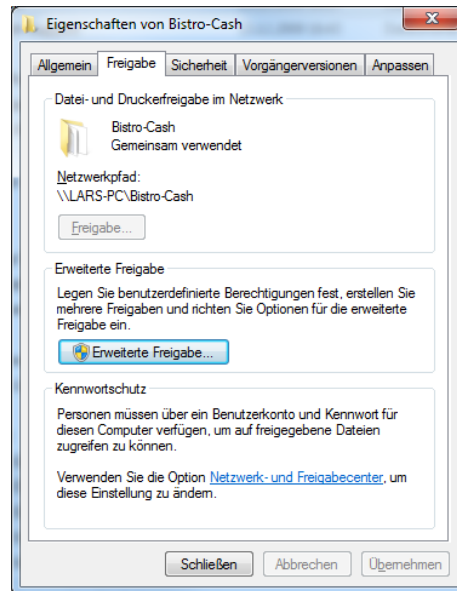 Eigenschaften von Bistro-Cash
Allgemein Freigabe Sicherheit Vorgängerversionen Anpassen
Datei- und Druckerfreigabe im Netzwerk
Bistro-Cash
Gemeinsam verwendet
Netzwerkpfad:
\\LARS-PC\Bistro-Cash
Freigabe...
Erweiterte Freigabe
Legen Sie benutzerdefinierte Berechtigungen fest, erstellen Sie
mehrere Freigaben und richten Sie Optionen für die erweiterte
Freigabe ein.
Erweiterte Freigabe...
Kennwortschutz
Personen müssen über ein Benutzerkonto und Kennwort für
diesen Computer verfügen, um auf freigegebene Dateien
zugreifen zu können.
Verwenden Sie die Option Netzwerk- und Freigabecenter, um
diese Einstellung zu ändern.
Schließen Abbrechen Übernehmen